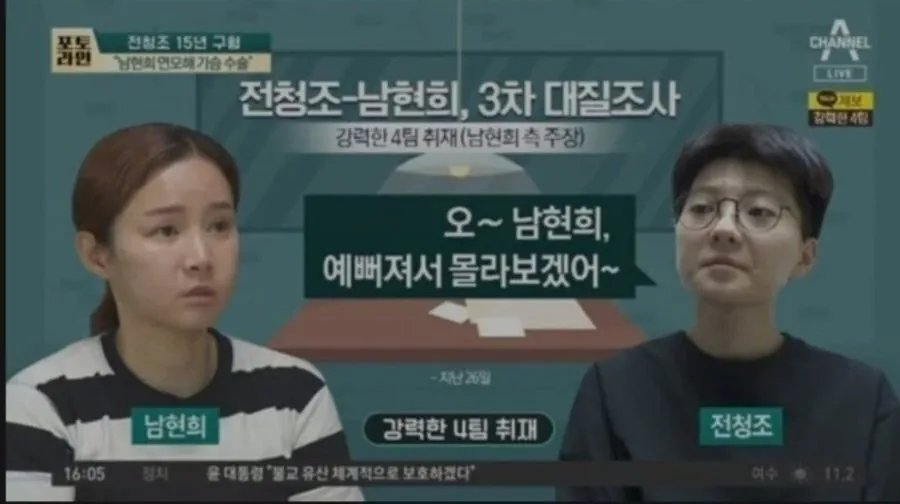 포토
라인
전청조 15년 구형
"남현희 연모해 가슴 수술"
CHANNEL
LIVE
제보
강력한 4팀
전청조-남현희, 3차 대질조사
강력한 4팀 취재 (남현희 측 주장)
오~ 남현희,
예뻐져서 몰라보겠어~
- 지난 26일
남현희
강력한 4팀 취재
전청조
16:05 정치 윤 대통령 "불교 유산 체계적으로 보호하겠다" 여수 11.2